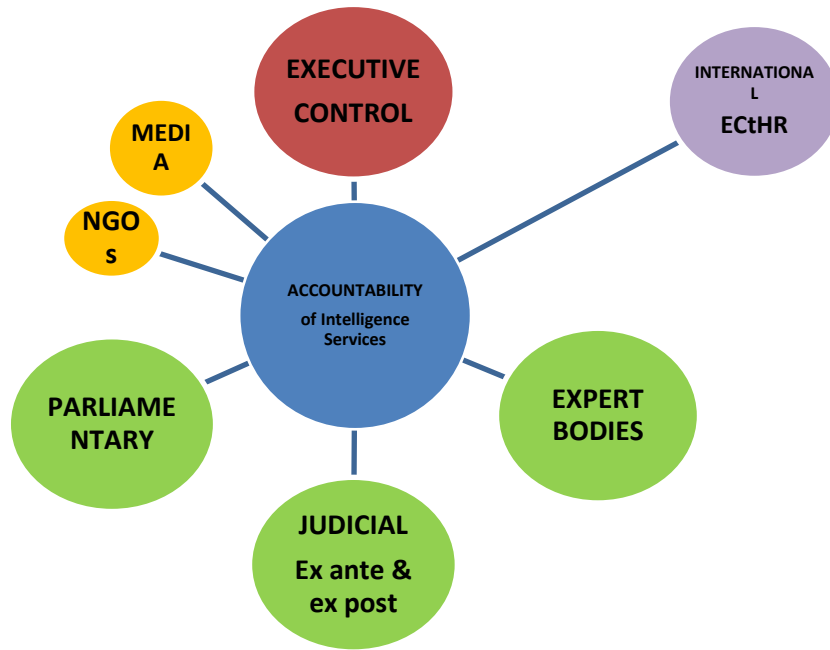 EXECUTIVE
CONTROL
INTERNATIONA
L
ECtHR
MEDI
A
NGO
s
ACCOUNTABILITY
of Intelligence
Services
PARLIAME
NTARY
EXPERT
BODIES
JUDICIAL
Ex ante &
ex post